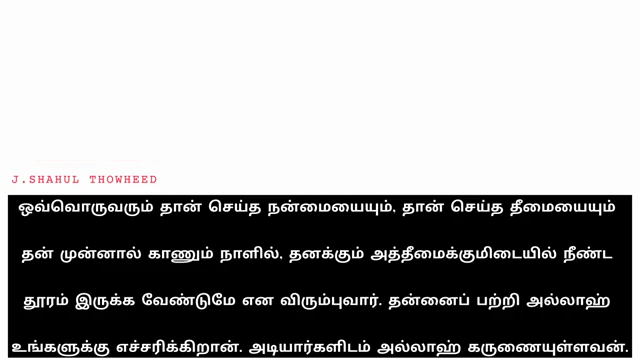 J.SHAHUL THOWHEED
ஒவ்வொருவரும் தான் செய்த நன்மையையும், தான் செய்த தீமையையும்
தன் முன்னால் காணும் நாளில், தனக்கும் அத்தீமைக்குமிடையில் நீண்ட
தூரம் இருக்க வேண்டுமே என விரும்புவார். தன்னைப் பற்றி அல்லாஹ்
உங்களுக்கு எச்சரிக்கிறான். அடியார்களிடம் அல்லாஹ் கருணையுள்ளவன்.